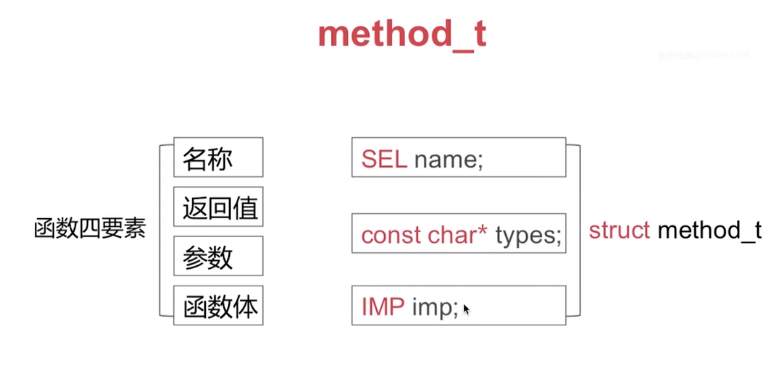 method_t
函数四要素
名称
返回值
参数
函数体
SEL name;
const char* types;
IMP imp;
struct method_t